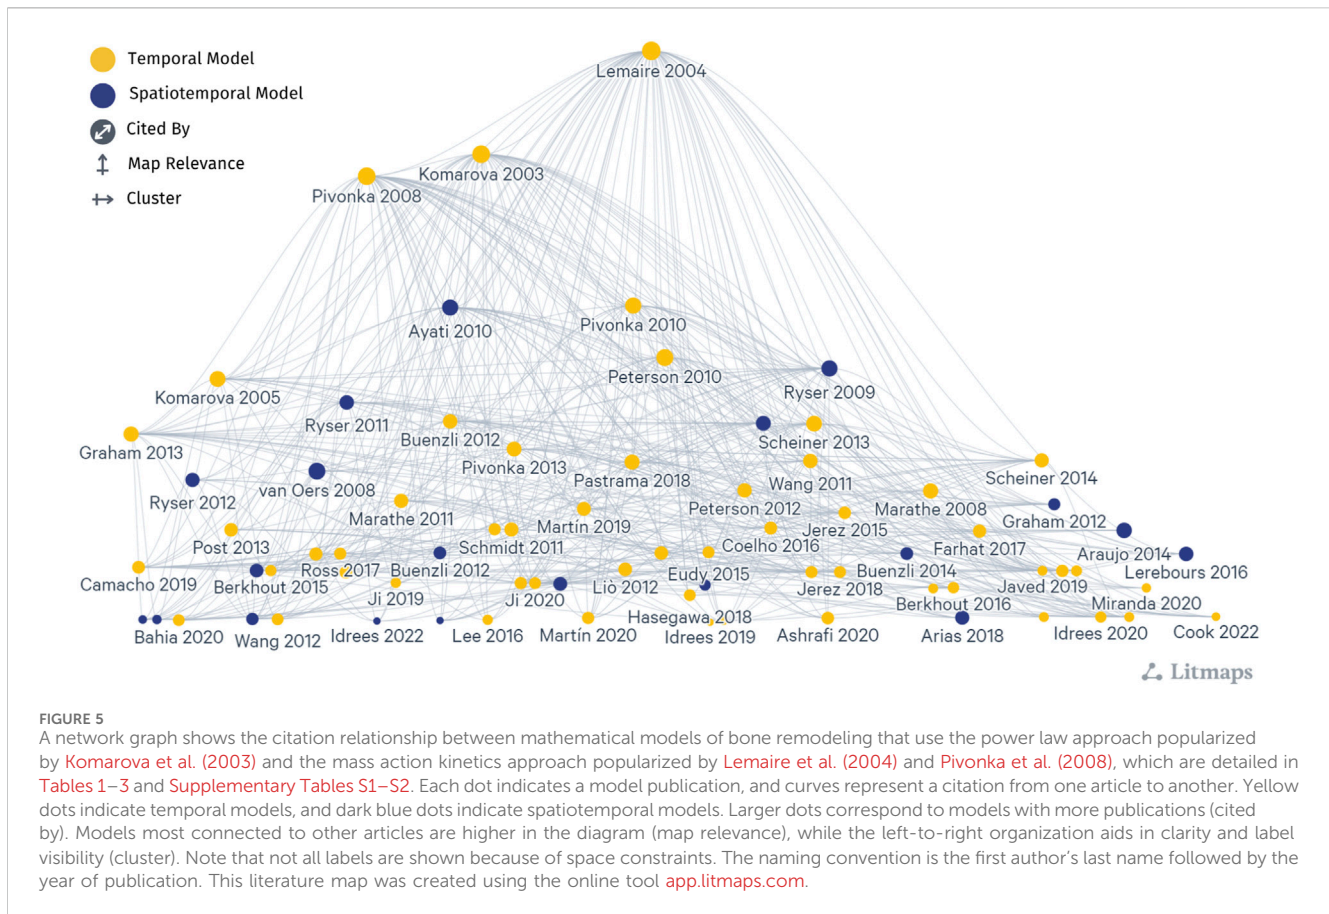 Temporal Model
Spatiotemporal Model
Cited By
Map Relevance
Cluster
Lemaire 2004
Komarova 2003
Pivonka 2008
Ayati 2010
Pivonka 2010
Peterson 2010
Ryser 2009
Komarova 2005
Ryser 2011
Buenzli 2012
Scheiner 2013
Graham 2013
Pivonka 2013
Pastrama 2018
Wang 2011
Scheiner 2014
Ryser 2012
van Oers 2008
Marathe 2011
Martín 2019
Peterson 2012
Jerez 2015
Marathe 2008
Graham 2012
Post 2013
Schmidt 2011
Coelho 2016
Farhat 2017
Araujo 2014
Lerebours 2016
Camacho 2019
Berkhout 2015
Ross 2017
Buenzli 2012
Ji 2019
Ji 2020
Liò 2012
Eudy 2015
Jerez 2018
Buenzli 2014
Berkhout 2016
Javed 2019
Miranda 2020
Bahia 2020
Wang 2012
Idrees 2022
Lee 2016
Martín 2020
Hasegawa 2018
Idrees 2019
Ashrafi 2020
Arias 2018
Idrees 2020
Cook 2022
Litmaps
FIGURE 5
A network graph shows the citation relationship between mathematical models of bone remodeling that use the power law approach popularized
by Komarova et al. (2003) and the mass action kinetics approach popularized by Lemaire et al. (2004) and Pivonka et al. (2008), which are detailed in
Tables 1–3 and Supplementary Tables S1–S2. Each dot indicates a model publication, and curves represent a citation from one article to another. Yellow
dots indicate temporal models, and dark blue dots indicate spatiotemporal models. Larger dots correspond to models with more publications (cited
by). Models most connected to other articles are higher in the diagram (map relevance), while the left-to-right organization aids in clarity and label
visibility (cluster). Note that not all labels are shown because of space constraints. The naming convention is the first author's last name followed by the
year of publication. This literature map was created using the online tool app.litmaps.com.